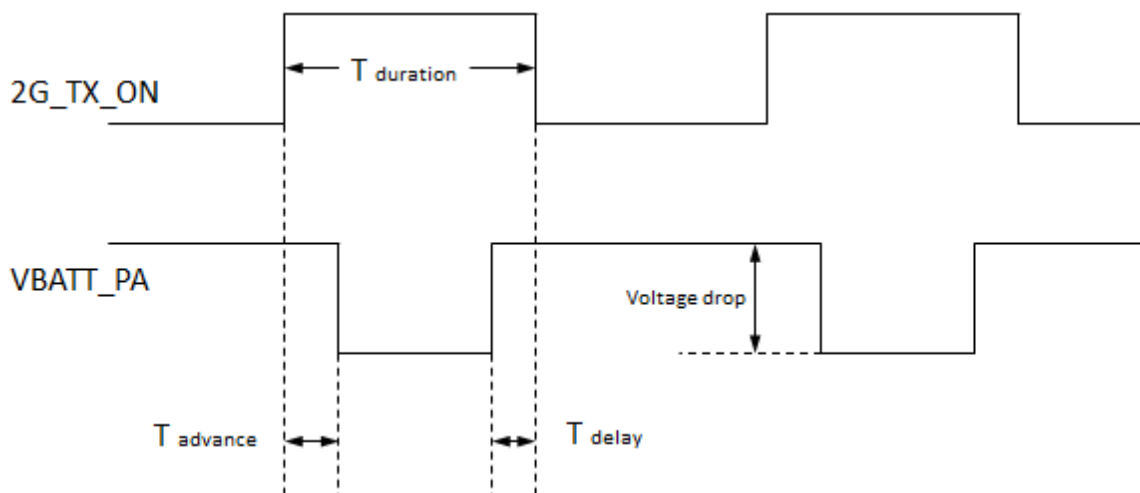 T duration
2G_TX_ON
VBATT_PA
Voltage drop
T advance
T delay